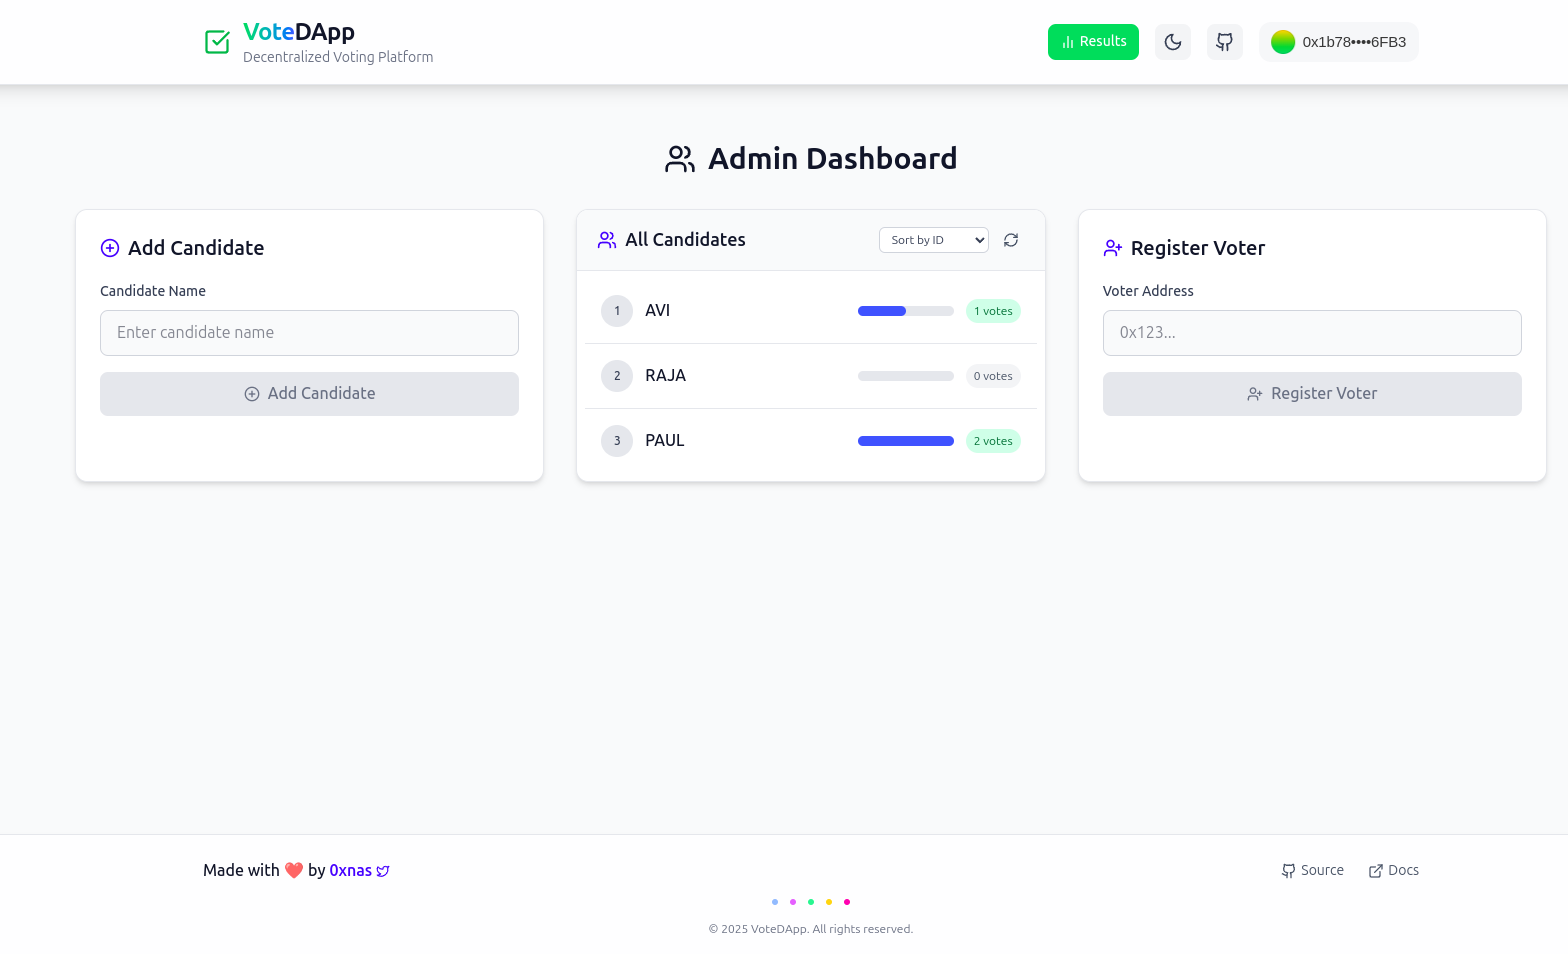 VoteDApp
Decentralized Voting Platform
Results
0x1b78••••6FB3
Admin Dashboard
Add Candidate
Candidate Name
Enter candidate name
Add Candidate
All Candidates
Sort by ID
1 AVI 1 votes
2 RAJA 0 votes
3 PAUL 2 votes
Register Voter
Voter Address
0x123...
Register Voter
Made with ❤️ by 0xnas
Source
Docs
© 2025 VoteDApp. All rights reserved.